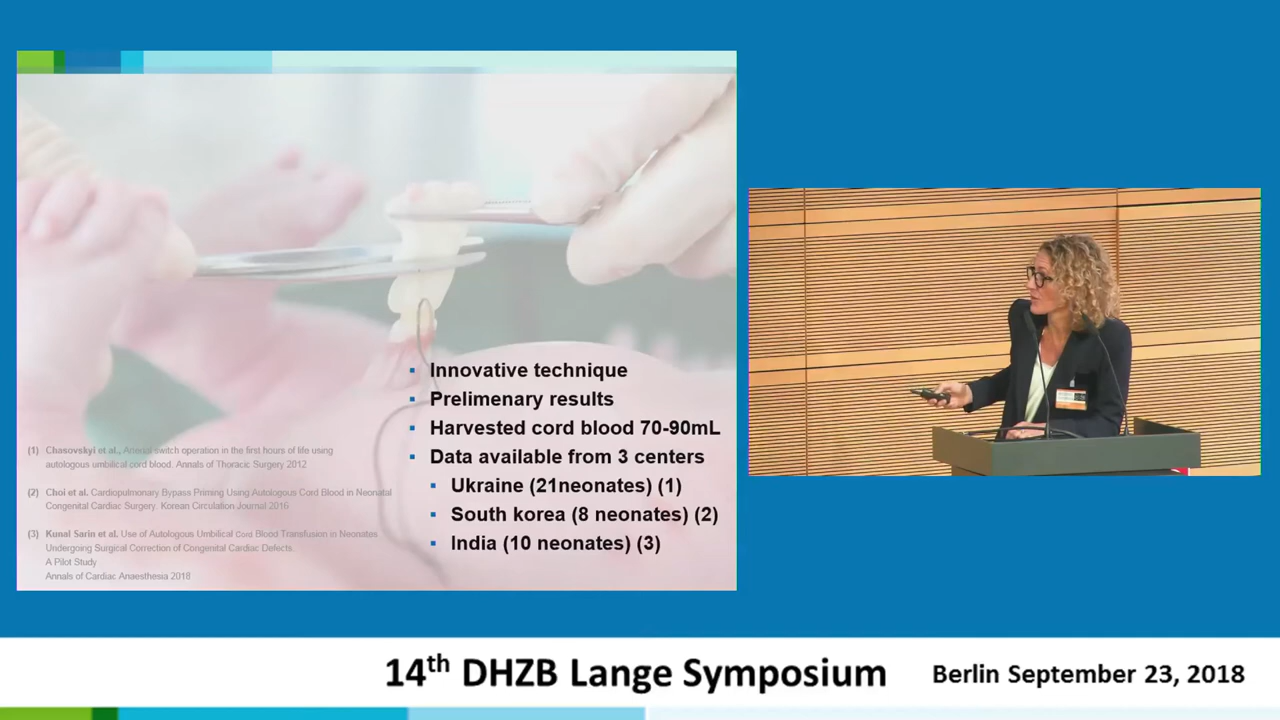 Innovative technique
Prelimenary results
Harvested cord blood 70-90mL
Data available from 3 centers
Ukraine (21neonates) (1)
South korea (8 neonates) (2)
India (10 neonates) (3)
(1) Chasovskyi et al., Arterial switch operation in the first hours of life using
autologous umbilical cord blood. Annals of Thoracic Surgery 2012
(2) Choi et al. Cardiopulmonary Bypass Priming Using Autologous Cord Blood in Neonatal
Congenital Cardiac Surgery. Korean Circulation Journal 2016
(3) Kunal Sarin et al. Use of Autologous Umbilical Cord Blood Transfusion in Neonates
Undergoing Surgical Correction of Congenital Cardiac Defects.
A Pilot Study
Annals of Cardiac Anaesthesia 2018
14th DHZB Lange Symposium
Berlin September 23, 2018